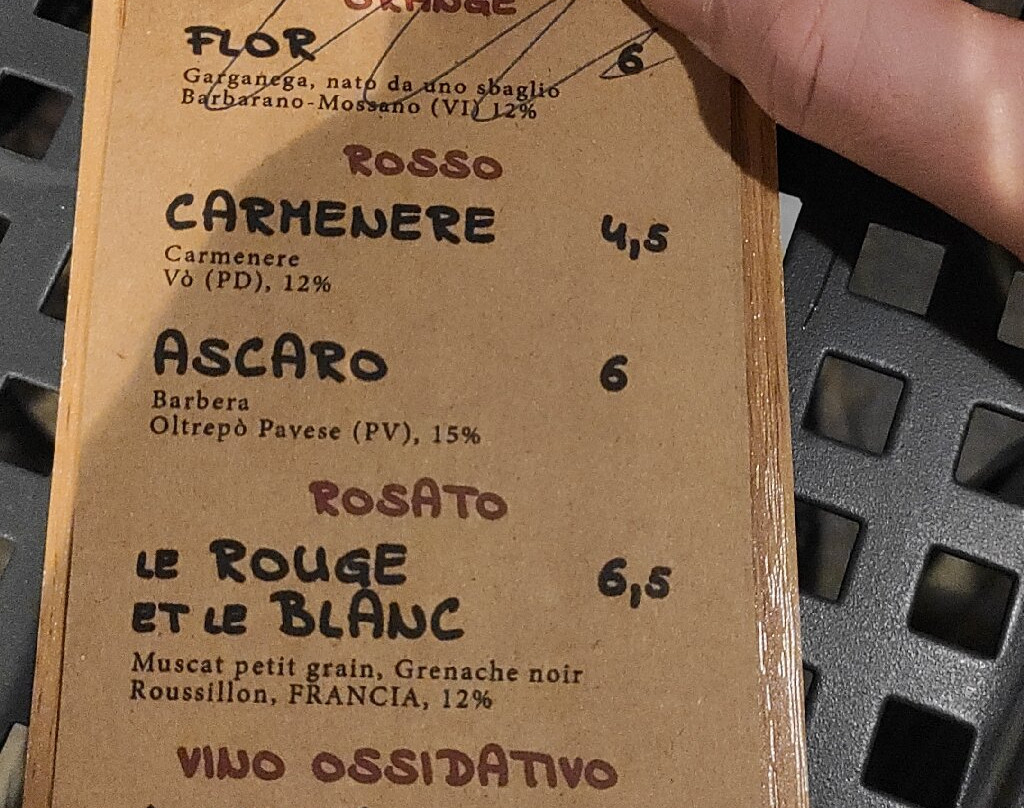 ORANGE
FLOR 6
Garganega, nato da uno sbaglio
Barbarano-Mossano (VI) 12%
ROSSO
CARMENERE 4,5
Carmenere
Vò (PD), 12%
ASCARO 6
Barbera
Oltrepò Pavese (PV), 15%
ROSATO
LE ROUGE 6,5
ET LE BLANC
Muscat petit grain, Grenache noir
Roussillon, FRANCIA, 12%
VINO OSSIDATIVO